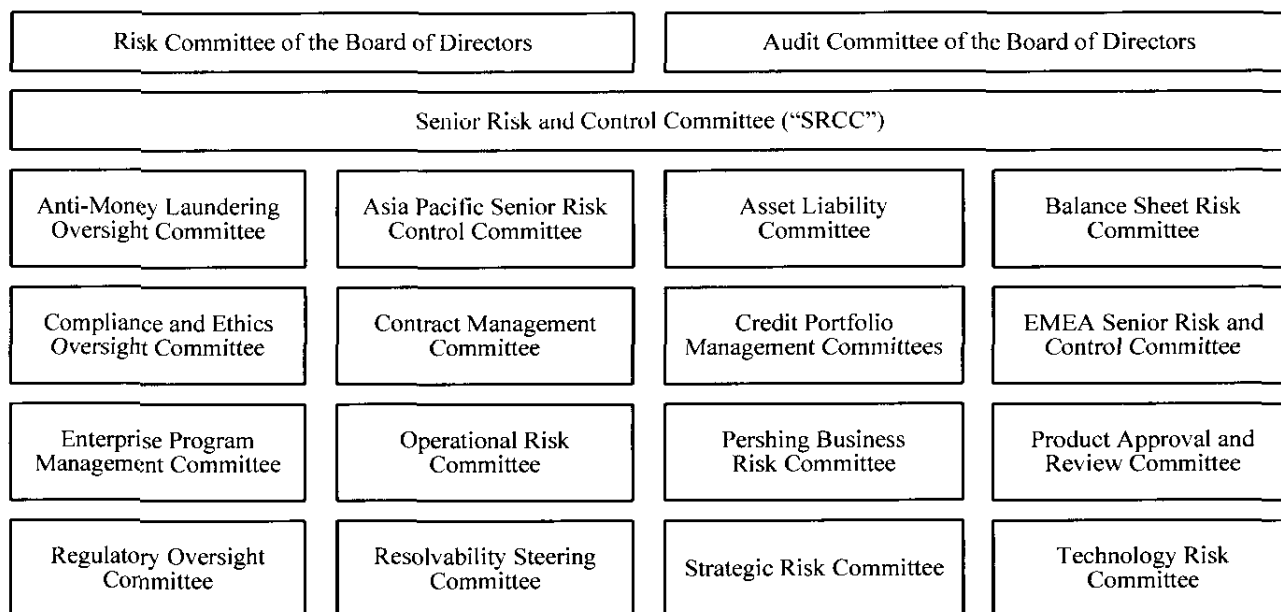 Risk Committee of the Board of Directors
Audit Committee of the Board of Directors
Senior Risk and Control Committee (“SRCC”)
Anti-Money Laundering
Oversight Committee
Asia Pacific Senior Risk
Control Committee
Asset Liability
Committee
Balance Sheet Risk
Committee
Compliance and Ethics
Oversight Committee
Contract Management
Committee
Credit Portfolio
Management Committees
EMEA Senior Risk and
Control Committee
Enterprise Program
Management Committee
Operational Risk
Committee
Pershing Business
Risk Committee
Product Approval and
Review Committee
Regulatory Oversight
Committee
Resolvability Steering
Committee
Strategic Risk Committee
Technology Risk
Committee